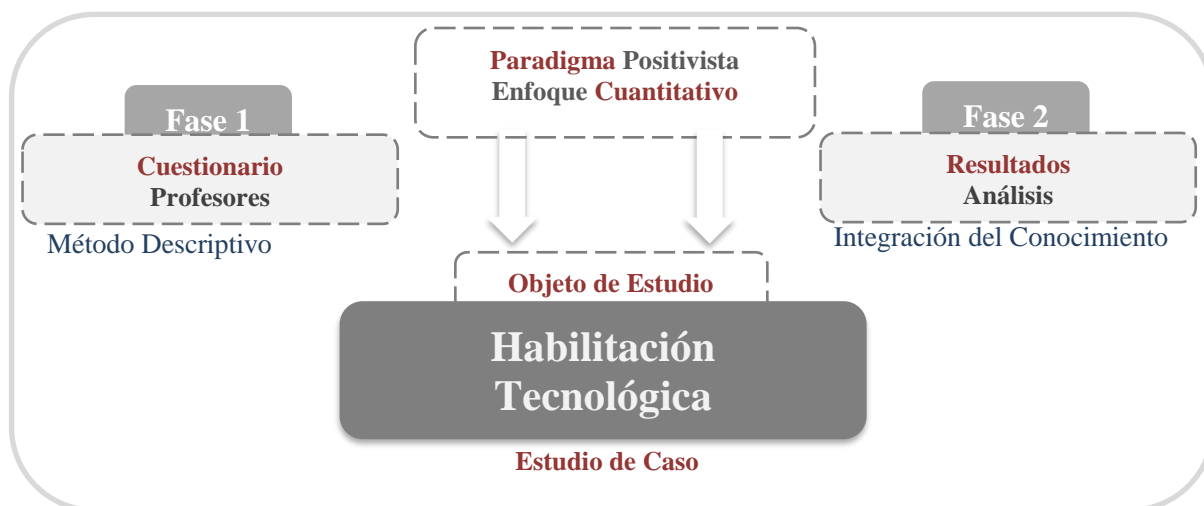 Paradigma Positivista
Enfoque Cuantitativo
Fase 1
Cuestionario
Profesores
Método Descriptivo
Fase 2
Resultados
Análisis
Integración del Conocimiento
Objeto de Estudio
Habilitación
Tecnológica
Estudio de Caso